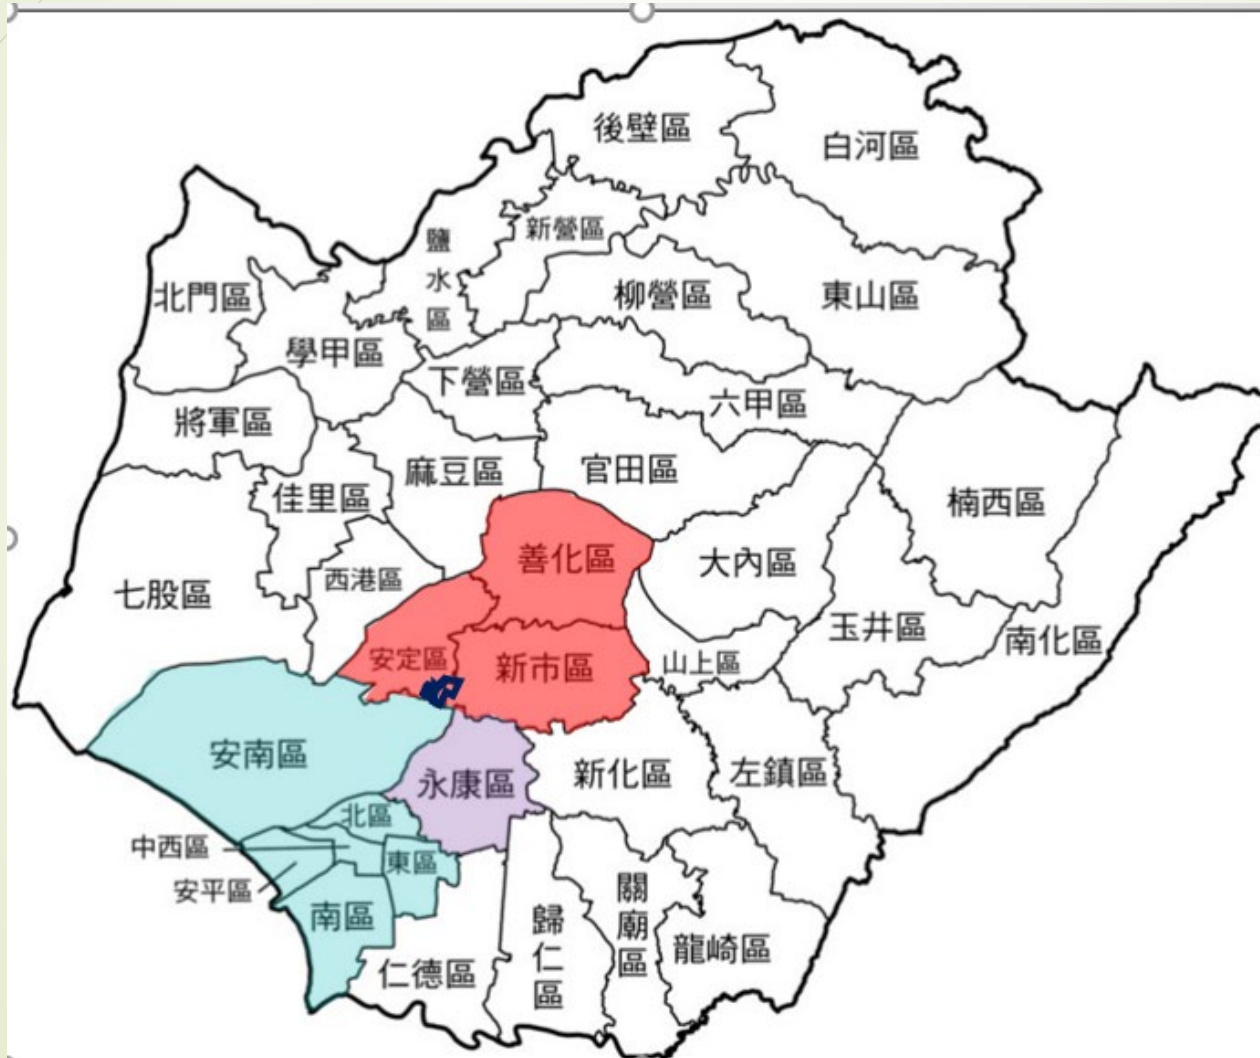 後壁區
白河區
新營區
鹽
水
區
北門區
柳營區
東山區
學甲區
下營區
六甲區
將軍區
麻豆區
官田區
佳里區
楠西區
善化區
大內區
西港區
七股區
玉井區
南化區
安定區
新市區
山上區
安南區
永康區
新化區
左鎮區
北區
中西區
東區
安平區
南區
關
廟
區
歸
仁
區
龍崎區
仁德區